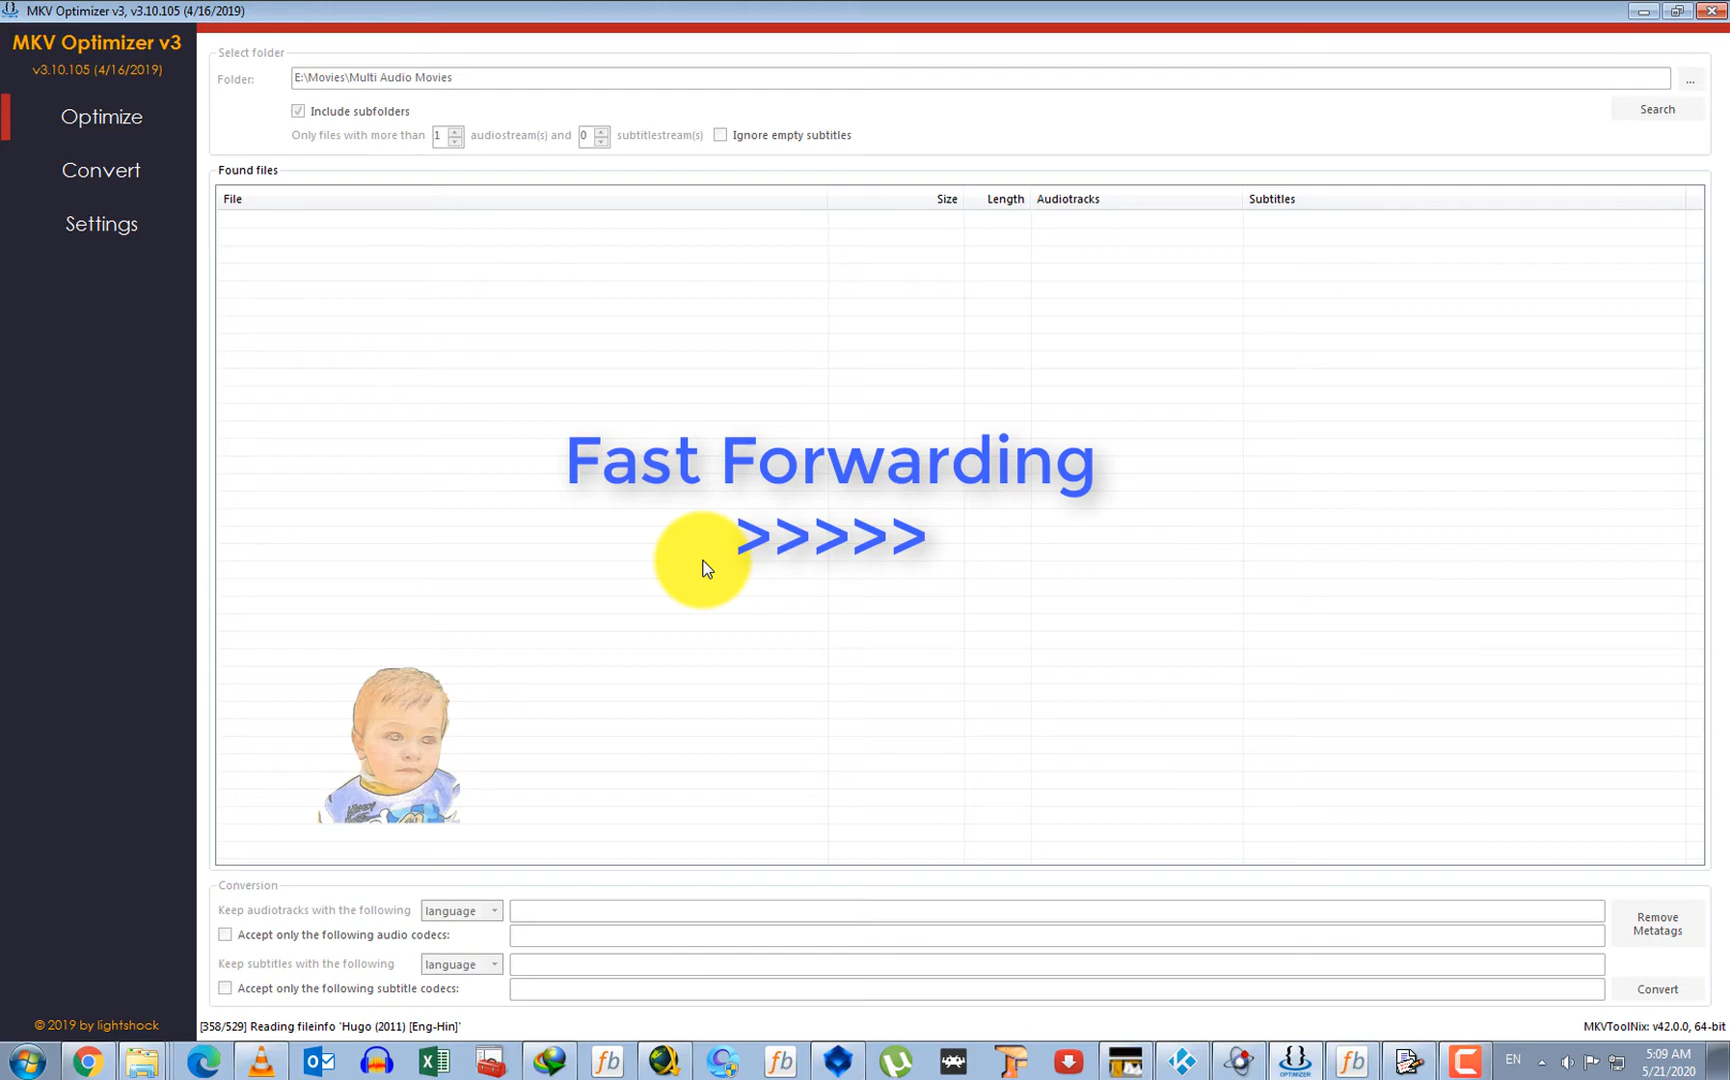 MKV Optimizer v3, v3.10.105 (4/16/2019)
MKV Optimizer v3
v3.10.105 (4/16/2019)
Optimize
Convert
Settings
Select folder
Folder: E:\Movies\Multi Audio Movies ...
Include subfolders
Search
Only files with more than 1 audiostream(s) and 0 subtitlestream(s) Ignore empty subtitles
Found files
File Size Length Audiotracks Subtitles
Fast Forwarding
>>>>>
Conversion
Keep audiotracks with the following language
Accept only the following audio codecs:
Remove
Metatags
Keep subtitles with the following language
Accept only the following subtitle codecs:
Convert
© 2019 by lightshock
[358/529] Reading fileinfo 'Hugo (2011) [Eng-Hin]'
MKVToolNix: v42.0.0, 64-bit
fb
fb
OPTIMIZER
fb
EN
5:09 AM
5/21/2020